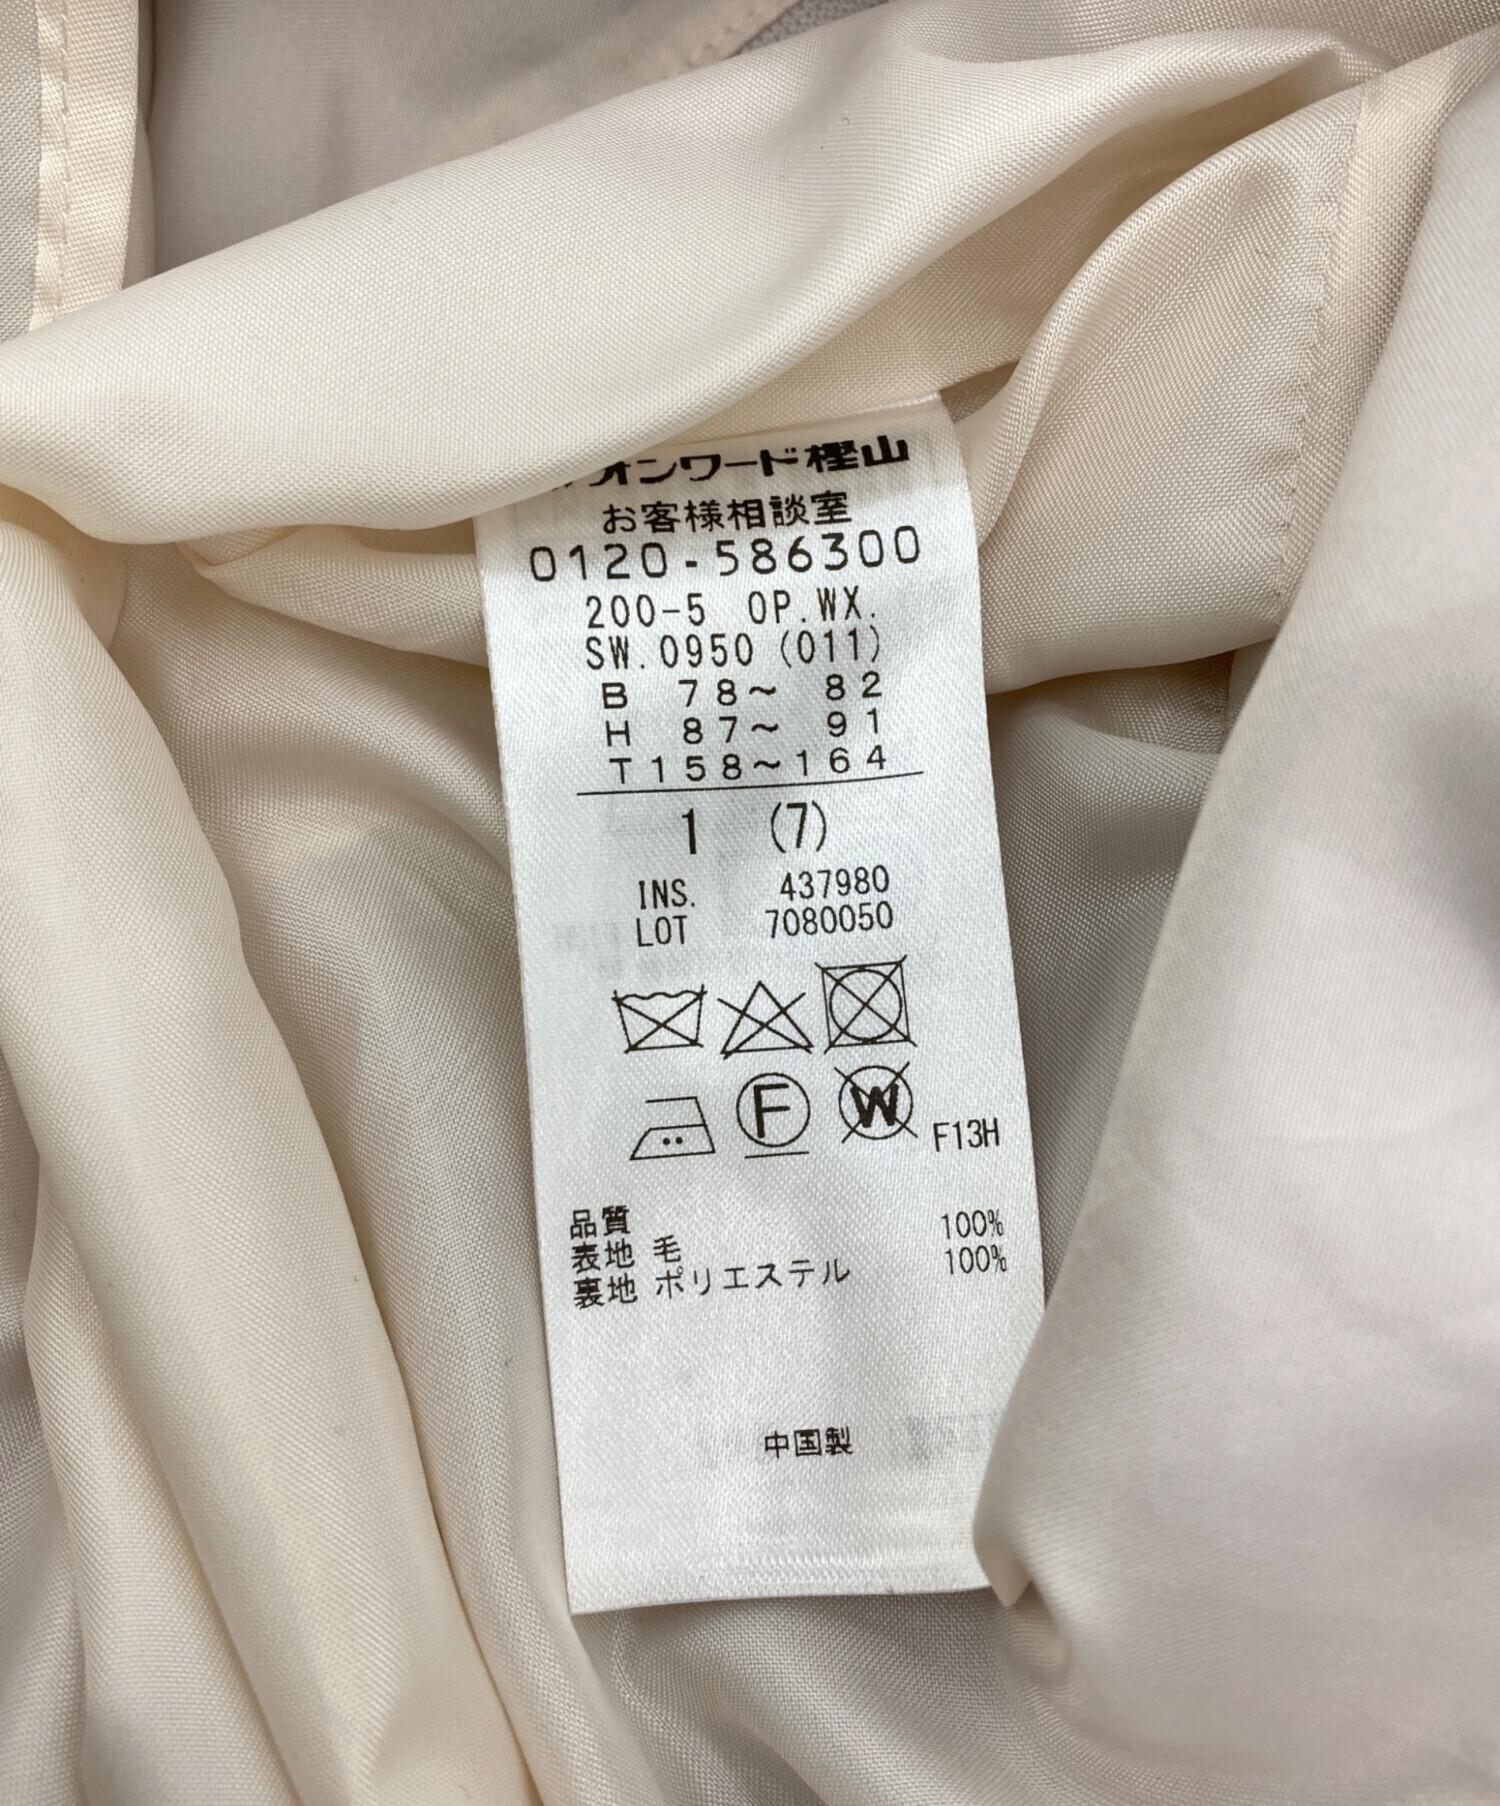 オンワード樫山
お客様相談室
0120-586300
200-5 OP.WX.
SW.0950 (011)
B 78～ 82
H 87～ 91
T158～164
1 (7)
INS. 437980
LOT 7080050
F
W
F13H
品質
表地 毛 100%
裏地 ポリエステル 100%
中国製